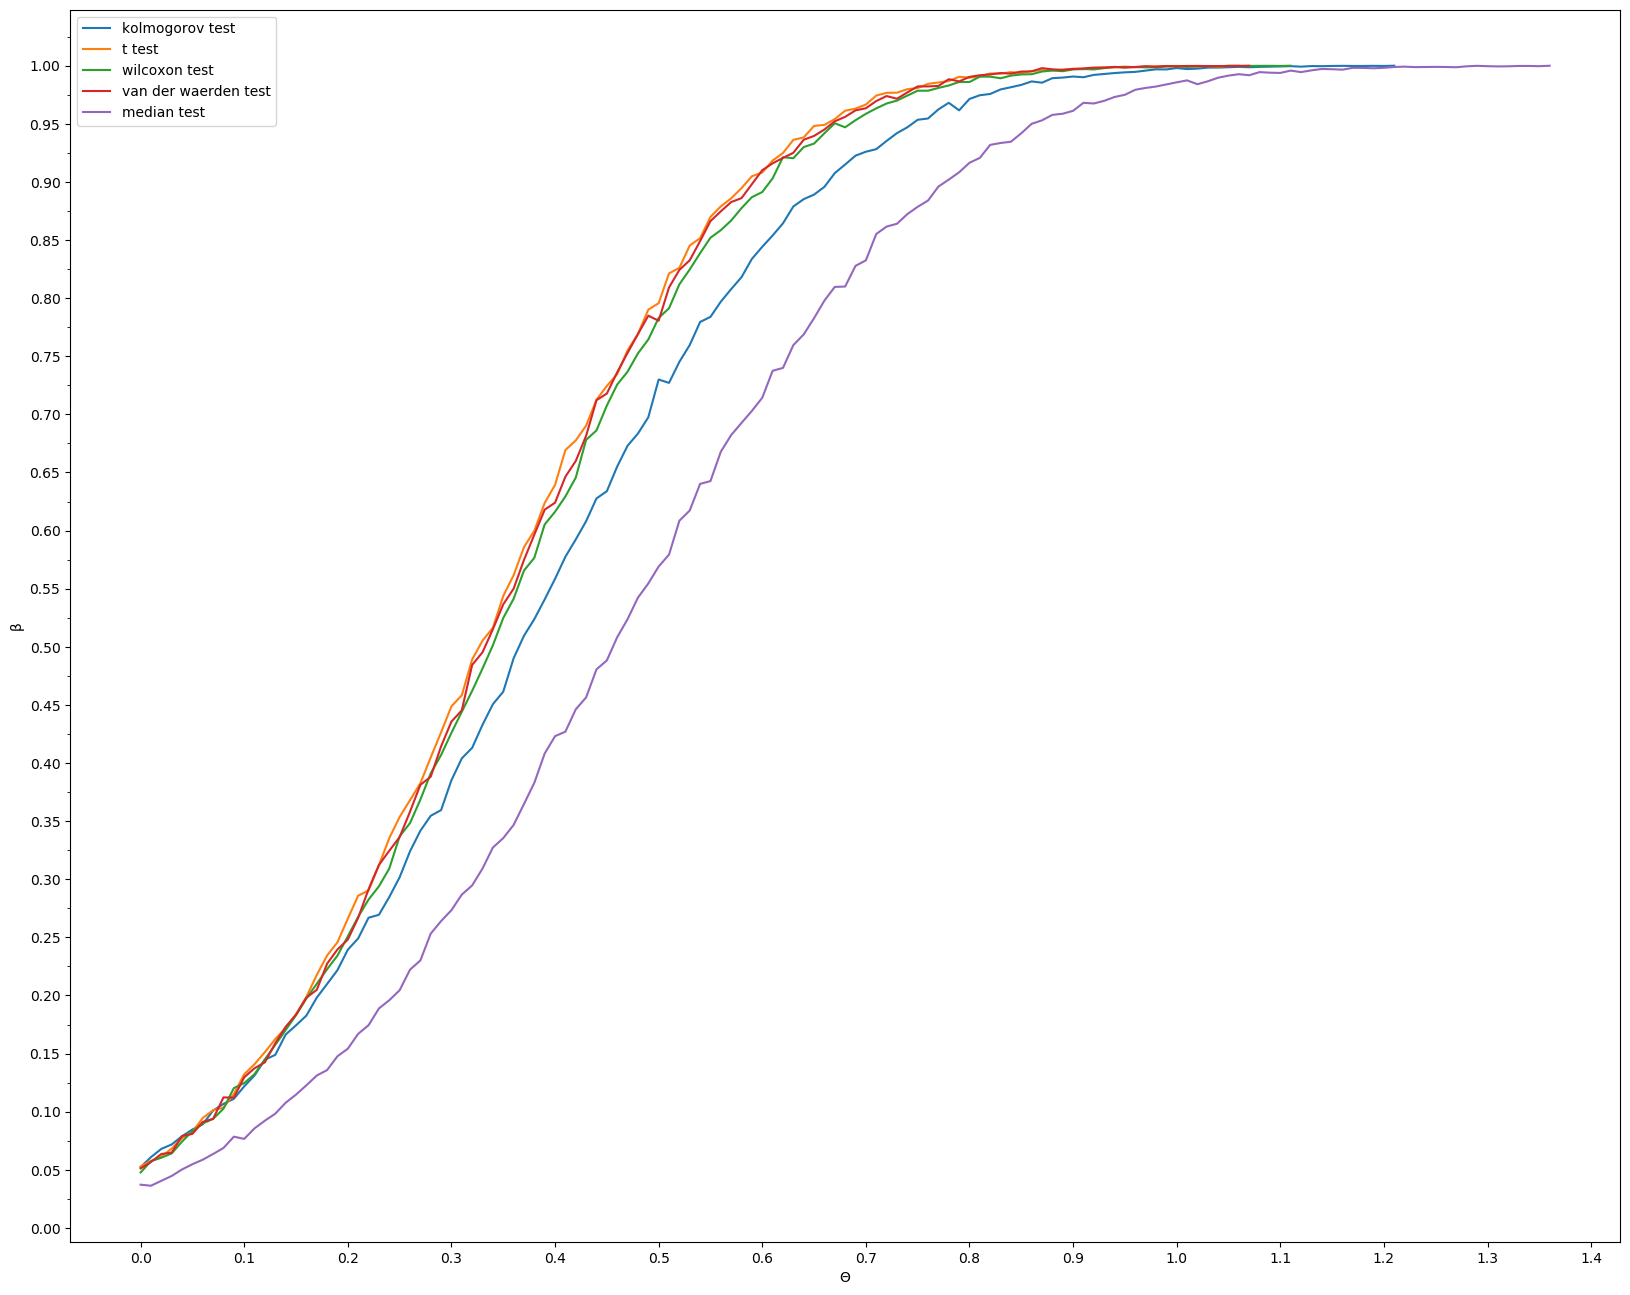 kolmogorov test
t test
wilcoxon test
van der waerden test
median test
1.00
0.95
0.90
0.85
0.80
0.75
0.70
0.65
0.60
0.55
0.50
0.45
0.40
0.35
0.30
0.25
0.20
0.15
0.10
0.05
0.00
β
0.0 0.1 0.2 0.3 0.4 0.5 0.6 0.7 0.8 0.9 1.0 1.1 1.2 1.3 1.4
Θ